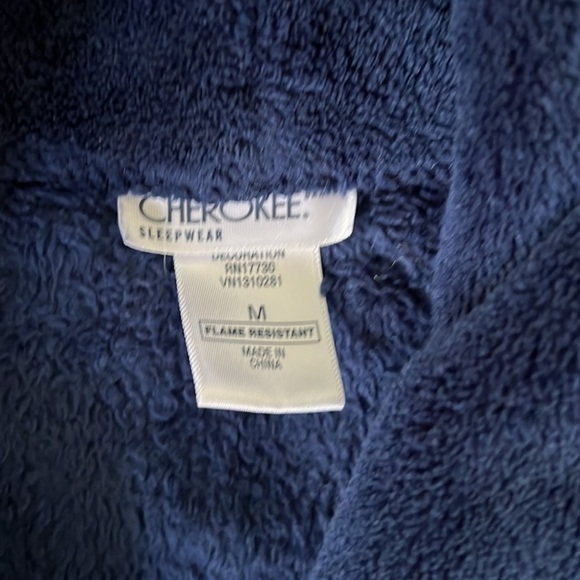 CHEROKEE.
SLEEPWEAR
DECORATION
RN17730
VN1310281
M
FLAME RESISTANT
MADE IN
CHINA